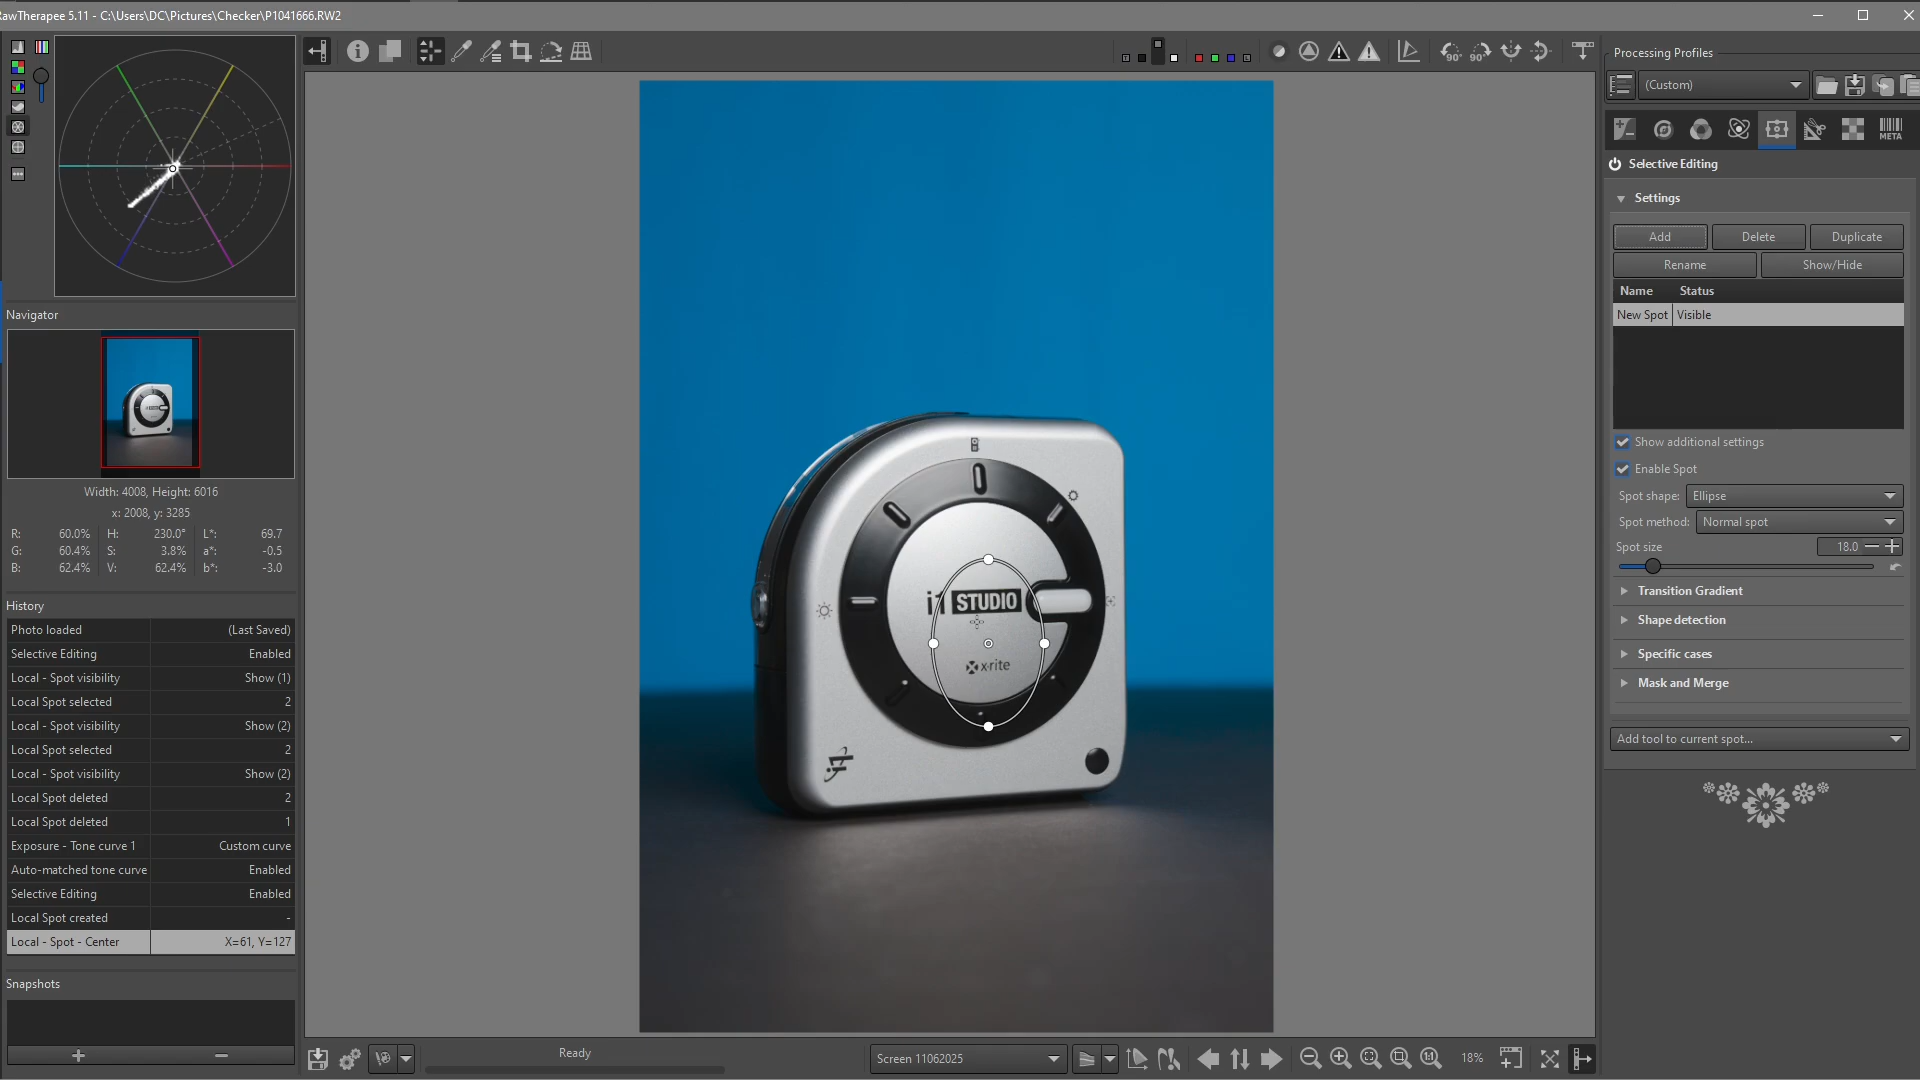 RawTherapee 5.11 - C:\Users\DC\Pictures\Checker\P1041666.RW2
Navigator
Width: 4008, Height: 6016
x: 2008, y: 3285
R: 60.0% H: 230.0° L*: 69.7
G: 60.4% S: 3.8% a*: -0.5
B: 62.4% V: 62.4% b*: -3.0
History
Photo loaded (Last Saved)
Selective Editing Enabled
Local - Spot visibility Show (1)
Local Spot selected 2
Local - Spot visibility Show (2)
Local Spot selected 2
Local - Spot visibility Show (2)
Local Spot deleted 2
Local Spot deleted 1
Exposure - Tone curve 1 Custom curve
Auto-matched tone curve Enabled
Selective Editing Enabled
Local Spot created -
Local - Spot - Center X=61, Y=127
Snapshots
i1 STUDIO
x-rite
Ready
Screen 11062025
18%
Processing Profiles
(Custom)
META
Selective Editing
Settings
Add Delete Duplicate
Rename Show/Hide
Name Status
New Spot Visible
Show additional settings
Enable Spot
Spot shape: Ellipse
Spot method: Normal spot
Spot size 18.0
Transition Gradient
Shape detection
Specific cases
Mask and Merge
Add tool to current spot...